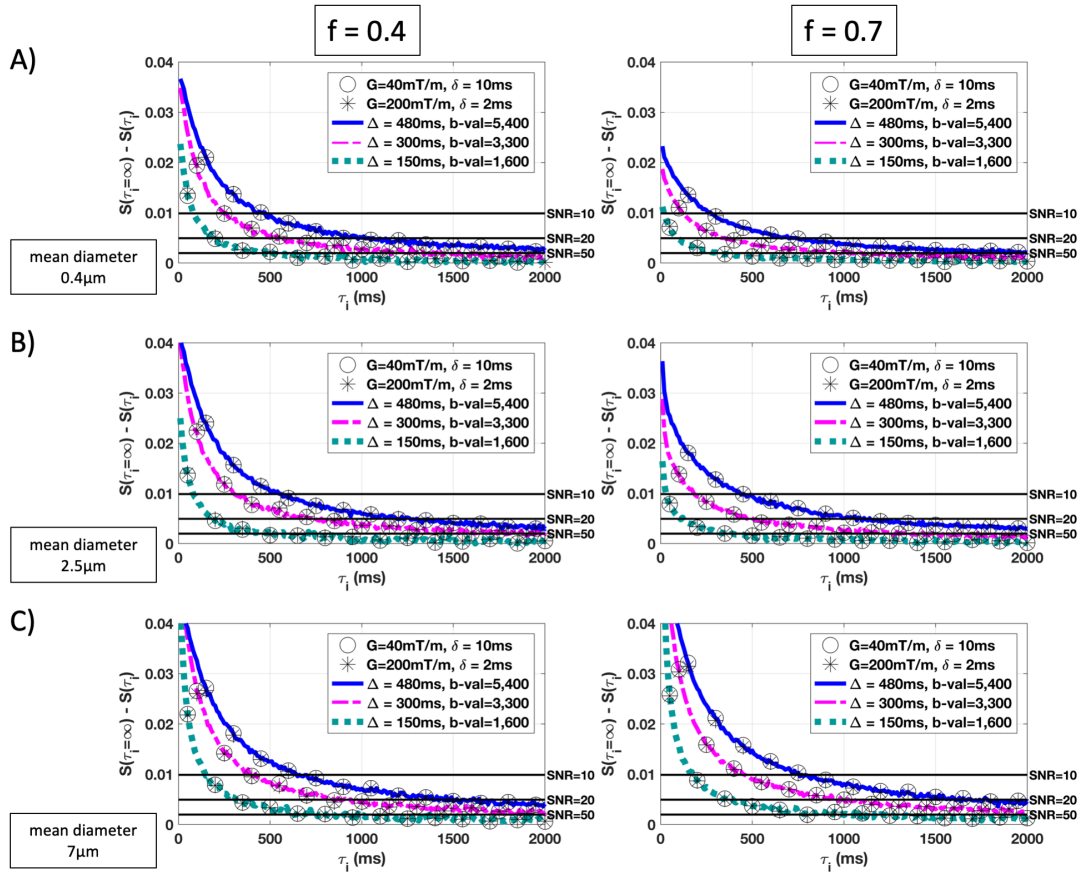 f = 0.4
f = 0.7
A)
S(τi=∞) - S(τi)
0.04
0.03
0.02
0.01
0
G=40mT/m, δ = 10ms
G=200mT/m, δ = 2ms
Δ = 480ms, b-val=5,400
Δ = 300ms, b-val=3,300
Δ = 150ms, b-val=1,600
SNR=10
SNR=20
SNR=50
0 500 1000 1500 2000
τi (ms)
S(τi=∞) - S(τi)
0.04
0.03
0.02
0.01
0
G=40mT/m, δ = 10ms
G=200mT/m, δ = 2ms
Δ = 480ms, b-val=5,400
Δ = 300ms, b-val=3,300
Δ = 150ms, b-val=1,600
SNR=10
SNR=20
SNR=50
0 500 1000 1500 2000
τi (ms)
mean diameter
0.4μm
B)
S(τi=∞) - S(τi)
0.04
0.03
0.02
0.01
0
G=40mT/m, δ = 10ms
G=200mT/m, δ = 2ms
Δ = 480ms, b-val=5,400
Δ = 300ms, b-val=3,300
Δ = 150ms, b-val=1,600
SNR=10
SNR=20
SNR=50
0 500 1000 1500 2000
τi (ms)
S(τi=∞) - S(τi)
0.04
0.03
0.02
0.01
0
G=40mT/m, δ = 10ms
G=200mT/m, δ = 2ms
Δ = 480ms, b-val=5,400
Δ = 300ms, b-val=3,300
Δ = 150ms, b-val=1,600
SNR=10
SNR=20
SNR=50
0 500 1000 1500 2000
τi (ms)
mean diameter
2.5μm
C)
S(τi=∞) - S(τi)
0.04
0.03
0.02
0.01
0
G=40mT/m, δ = 10ms
G=200mT/m, δ = 2ms
Δ = 480ms, b-val=5,400
Δ = 300ms, b-val=3,300
Δ = 150ms, b-val=1,600
SNR=10
SNR=20
SNR=50
0 500 1000 1500 2000
τi (ms)
S(τi=∞) - S(τi)
0.04
0.03
0.02
0.01
0
G=40mT/m, δ = 10ms
G=200mT/m, δ = 2ms
Δ = 480ms, b-val=5,400
Δ = 300ms, b-val=3,300
Δ = 150ms, b-val=1,600
SNR=10
SNR=20
SNR=50
0 500 1000 1500 2000
τi (ms)
mean diameter
7μm